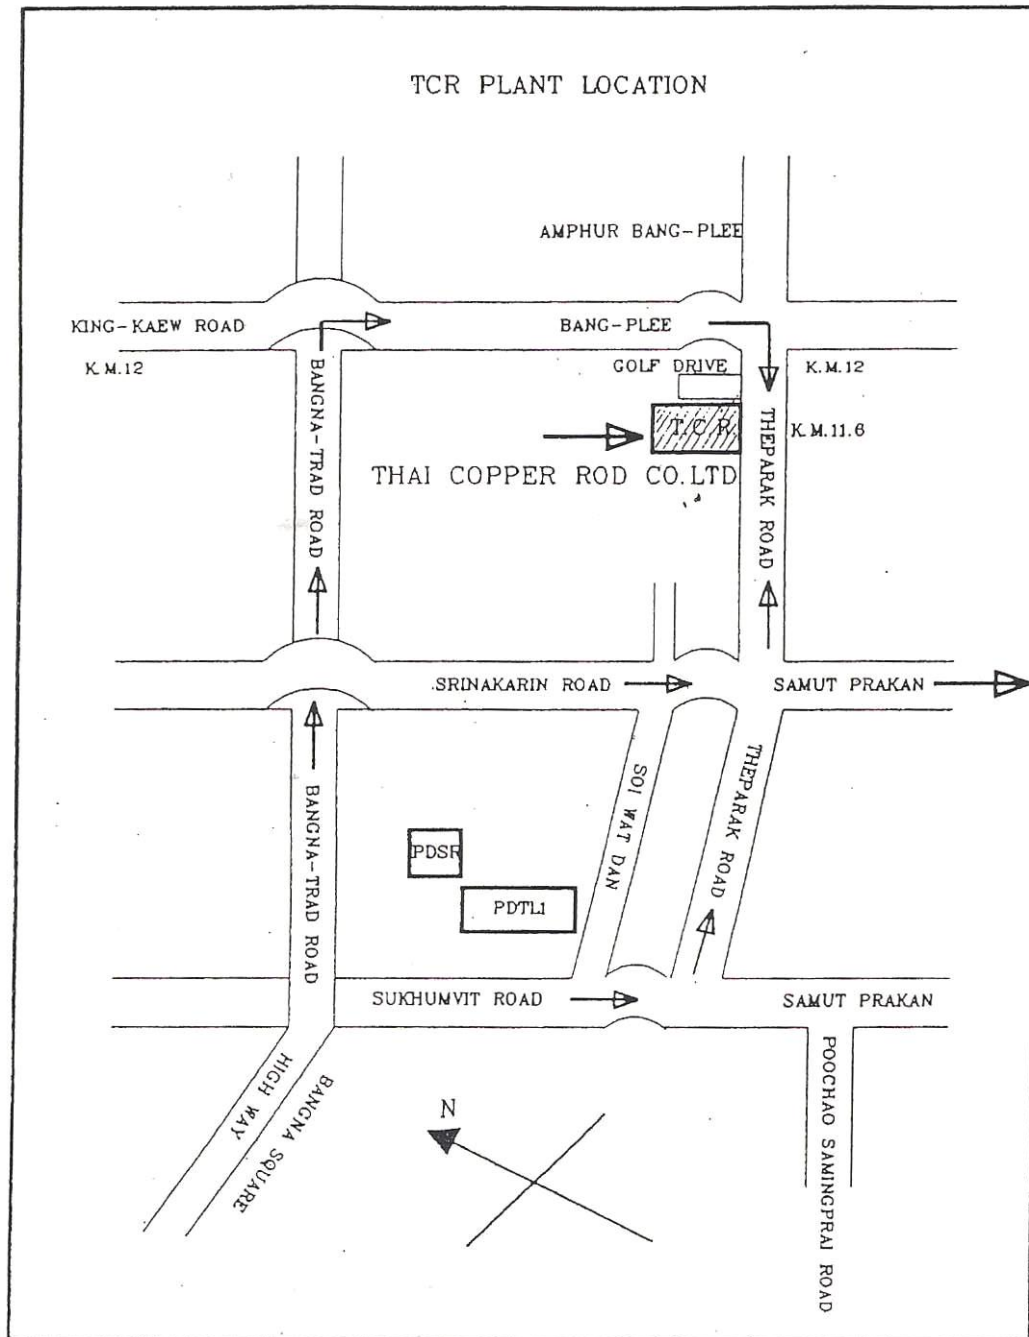 TCR PLANT LOCATION
AMPHUR BANG-PLEE
KING-KAEW ROAD
BANG-PLEE
K.M.12
GOLF DRIVE
K.M.12
T.C.R.
K.M.11.6
THAI COPPER ROD CO.LTD
BANGNA-TRAD ROAD
THEPARAK ROAD
SRINAKARIN ROAD
SAMUT PRAKAN
BANGNA-TRAD ROAD
SOI WAT DAN
THEPARAK ROAD
PDSR
PDTL1
SUKHUMVIT ROAD
SAMUT PRAKAN
HIGH WAY
BANGNA SQUARE
N
POOCHAO SAMINGPRAI ROAD